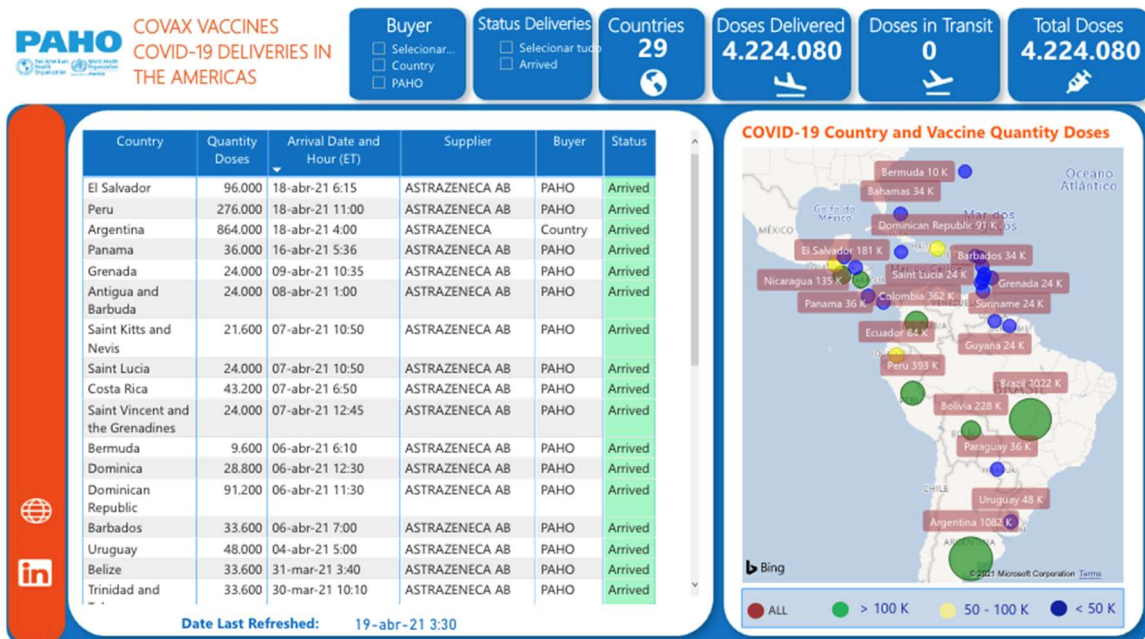 PAHO
Pan American Health Organization
World Health Organization
COVAX VACCINES
COVID-19 DELIVERIES IN
THE AMERICAS
Buyer
Selecionar...
Country
PAHO
Status Deliveries
Selecionar tudo
Arrived
Countries
29
Doses Delivered
4.224.080
Doses in Transit
0
Total Doses
4.224.080
Country Quantity Doses Arrival Date and Hour (ET) Supplier Buyer Status
El Salvador 96.000 18-abr-21 6:15 ASTRAZENECA AB PAHO Arrived
Peru 276.000 18-abr-21 11:00 ASTRAZENECA AB PAHO Arrived
Argentina 864.000 18-abr-21 4:00 ASTRAZENECA Country Arrived
Panama 36.000 16-abr-21 5:36 ASTRAZENECA AB PAHO Arrived
Grenada 24.000 09-abr-21 10:35 ASTRAZENECA AB PAHO Arrived
Antigua and Barbuda 24.000 08-abr-21 1:00 ASTRAZENECA AB PAHO Arrived
Saint Kitts and Nevis 21.600 07-abr-21 10:50 ASTRAZENECA AB PAHO Arrived
Saint Lucia 24.000 07-abr-21 10:50 ASTRAZENECA AB PAHO Arrived
Costa Rica 43.200 07-abr-21 6:50 ASTRAZENECA AB PAHO Arrived
Saint Vincent and the Grenadines 24.000 07-abr-21 12:45 ASTRAZENECA AB PAHO Arrived
Bermuda 9.600 06-abr-21 6:10 ASTRAZENECA AB PAHO Arrived
Dominica 28.800 06-abr-21 12:30 ASTRAZENECA AB PAHO Arrived
Dominican Republic 91.200 06-abr-21 11:30 ASTRAZENECA AB PAHO Arrived
Barbados 33.600 06-abr-21 7:00 ASTRAZENECA AB PAHO Arrived
Uruguay 48.000 04-abr-21 5:00 ASTRAZENECA AB PAHO Arrived
Belize 33.600 31-mar-21 3:40 ASTRAZENECA AB PAHO Arrived
Trinidad and 33.600 30-mar-21 10:10 ASTRAZENECA AB PAHO Arrived
Date Last Refreshed: 19-abr-21 3:30
in
COVID-19 Country and Vaccine Quantity Doses
Bermuda 10 K
Oceano
Atlântico
Bahamas 34 K
Golfo do
México
Mar dos
Dominican Republic 91 K
MÉXICO
El Salvador 181 K
Barbados 34 K
Nicaragua 135 K
Saint Lucia 24 K
Grenada 24 K
Panama 36 K
Colombia 362 K
Suriname 24 K
Ecuador 84 K
Guyana 24 K
Peru 393 K
Brazil 1022 K
BRASIL
Bolivia 228 K
Paraguay 36 K
CHILE
Uruguay 48 K
Argentina 1082 K
ARGENTINA
Bing
© 2021 Microsoft Corporation Terms
ALL > 100 K 50 - 100 K < 50 K